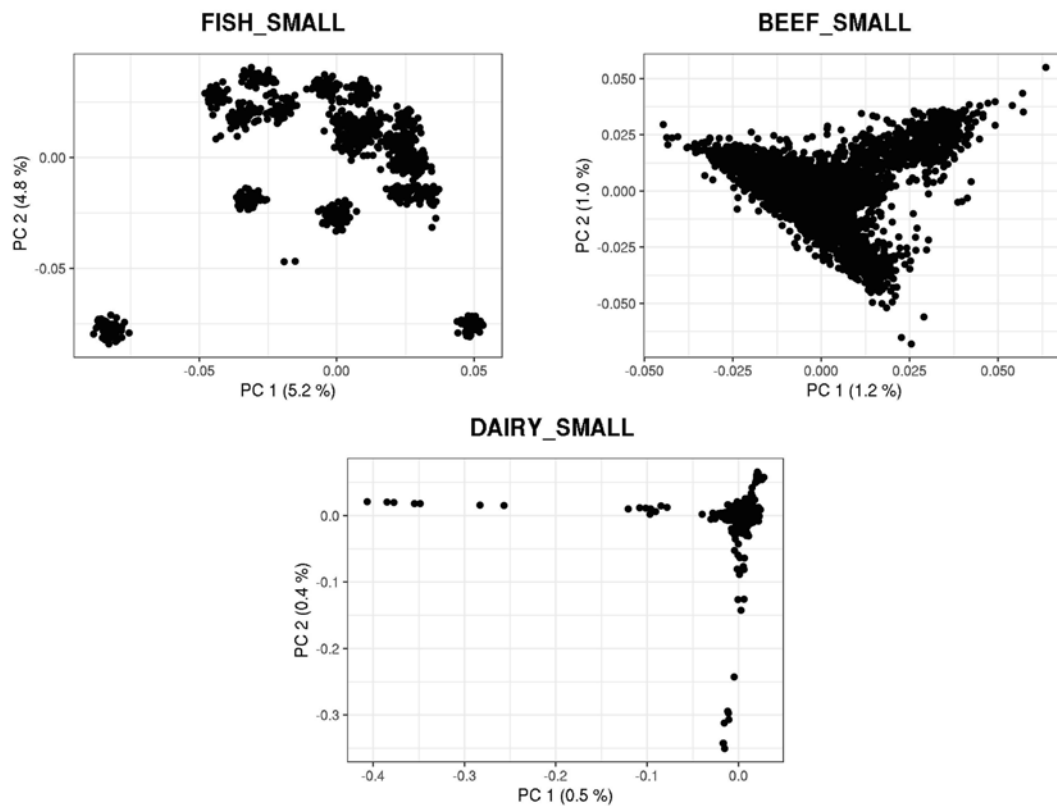 FISH_SMALL
0.00
-0.05
PC 2 (4.8 %)
-0.05
0.00
0.05
PC 1 (5.2 %)
BEEF_SMALL
0.050
0.025
0.000
-0.025
-0.050
PC 2 (1.0 %)
-0.050
-0.025
0.000
0.025
0.050
PC 1 (1.2 %)
DAIRY_SMALL
0.0
-0.1
-0.2
-0.3
PC 2 (0.4 %)
-0.4
-0.3
-0.2
-0.1
0.0
PC 1 (0.5 %)